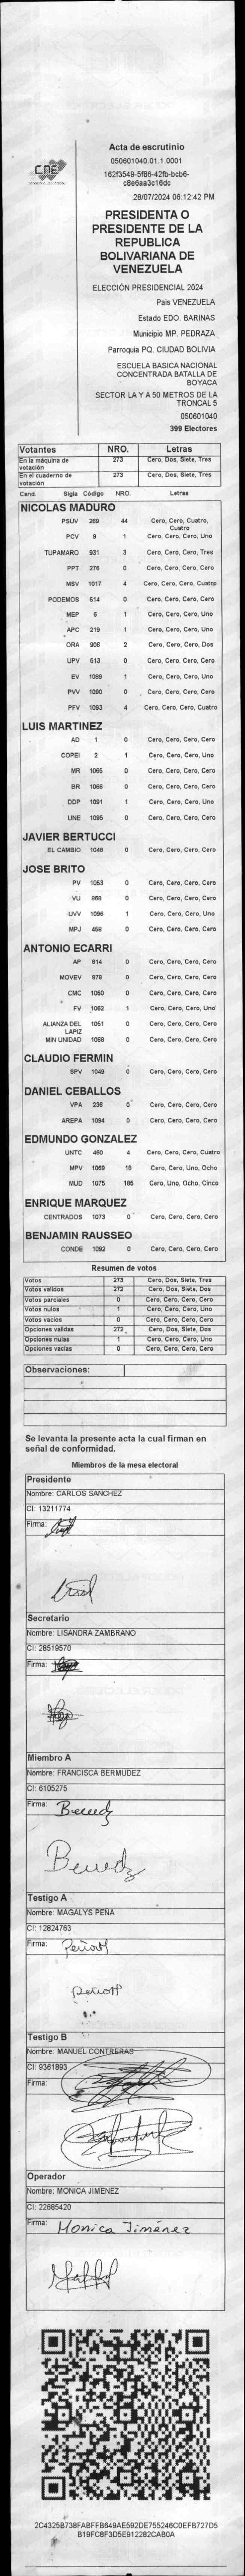 CNE
Acta de escrutinio
050601040.01.1.0001
28/07/2024 06:12:42 PM
PRESIDENTA O
PRESIDENTE DE LA
REPUBLICA
BOLIVARIANA DE
VENEZUELA
ELECCIÓN PRESIDENCIAL 2024
Pais VENEZUELA
Estado EDO. BARINAS
Municipio MP. PEDRAZA
Parroquia PQ. CIUDAD BOLIVIA
ESCUELA BASICA NACIONAL
CONCENTRADA BATALLA DE
BOYACA
SECTOR LA Y A 50 METROS DE LA
TRONCAL 5
050601040
399 Electores
Votantes NRO. Letras
En la máquina de votación 273 Cero, Dos, Siete, Tres
En el cuaderno de votación 273 Cero, Dos, Siete, Tres
Cand. Sigla Código NRO. Letras
NICOLAS MADURO
PSUV 269 44 Cero, Cero, Cuatro, Cuatro
PCV 9 1 Cero, Cero, Cero, Uno
TUPAMARO 931 3 Cero, Cero, Cero, Tres
PPT 276 0 Cero, Cero, Cero, Cero
MSV 1017 4 Cero, Cero, Cero, Cuatro
PODEMOS 514 0 Cero, Cero, Cero, Cero
MEP 6 1 Cero, Cero, Cero, Uno
APC 219 1 Cero, Cero, Cero, Uno
ORA 906 2 Cero, Cero, Cero, Dos
UPV 513 0 Cero, Cero, Cero, Cero
EV 1089 1 Cero, Cero, Cero, Uno
PVV 1090 0 Cero, Cero, Cero, Cero
PFV 1093 4 Cero, Cero, Cero, Cuatro
LUIS MARTINEZ
AD 1 0 Cero, Cero, Cero, Cero
COPEI 2 1 Cero, Cero, Cero, Uno
MR 1065 0 Cero, Cero, Cero, Cero
BR 1066 0 Cero, Cero, Cero, Cero
DDP 1091 1 Cero, Cero, Cero, Uno
UNE 1095 0 Cero, Cero, Cero, Cero
JAVIER BERTUCCI
EL CAMBIO 1048 0 Cero, Cero, Cero, Cero
JOSE BRITO
PV 1053 0 Cero, Cero, Cero, Cero
VU 869 0 Cero, Cero, Cero, Cero
UVV 1096 1 Cero, Cero, Cero, Uno
MPJ 458 0 Cero, Cero, Cero, Cero
ANTONIO ECARRI
AP 814 0 Cero, Cero, Cero, Cero
MOVEV 979 0 Cero, Cero, Cero, Cero
CMC 1050 0 Cero, Cero, Cero, Cero
FV 1062 1 Cero, Cero, Cero, Uno
ALIANZA DEL LAPIZ 1051 0 Cero, Cero, Cero, Cero
MIN UNIDAD 1068 0 Cero, Cero, Cero, Cero
CLAUDIO FERMIN
SPV 1049 0 Cero, Cero, Cero, Cero
DANIEL CEBALLOS
VPA 236 0 Cero, Cero, Cero, Cero
AREPA 1094 0 Cero, Cero, Cero, Cero
EDMUNDO GONZALEZ
UNTC 460 4 Cero, Cero, Cero, Cuatro
MPV 1069 18 Cero, Cero, Uno, Ocho
MUD 1075 185 Cero, Uno, Ocho, Cinco
ENRIQUE MARQUEZ
CENTRADOS 1073 0 Cero, Cero, Cero, Cero
BENJAMIN RAUSSEO
CONDE 1092 0 Cero, Cero, Cero, Cero
Resumen de votos
Votos 273 Cero, Dos, Siete, Tres
Votos validos 272 Cero, Dos, Siete, Dos
Votos parciales 0 Cero, Cero, Cero, Cero
Votos nulos 1 Cero, Cero, Cero, Uno
Votos vacios 0 Cero, Cero, Cero, Cero
Opciones validas 272 Cero, Dos, Siete, Dos
Opciones nulas 1 Cero, Cero, Cero, Uno
Opciones vacías 0 Cero, Cero, Cero, Cero
Observaciones:
Se levanta la presente acta la cual firman en
señal de conformidad.
Miembros de la mesa electoral
Presidente
Nombre: CARLOS SANCHEZ
CI: 13211774
Firma:
Secretario
Nombre: LISANDRA ZAMBRANO
CI: 28519570
Firma:
Miembro A
Nombre: FRANCISCA BERMUDEZ
CI: 6105275
Firma:
Testigo A
Nombre: MAGALYS PEÑA
CI: 12824763
Firma:
Testigo B
Nombre: MANUEL CONTRERAS
CI: 9361893
Firma:
Operador
Nombre: MONICA JIMENEZ
CI: 22685420
Firma: Monica Jiménez
2C4325B738FABFFB649AE592DE755246C0EFB727D5
B19FC8F3D5E912282CAB0A